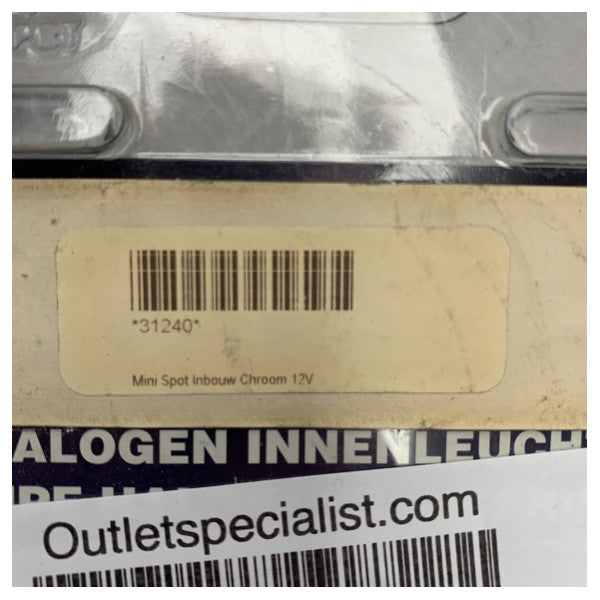 *31240*
Mini Spot Inbouw Chroom 12V
ALOGEN INNENLEUCH
Outletspecialist.com